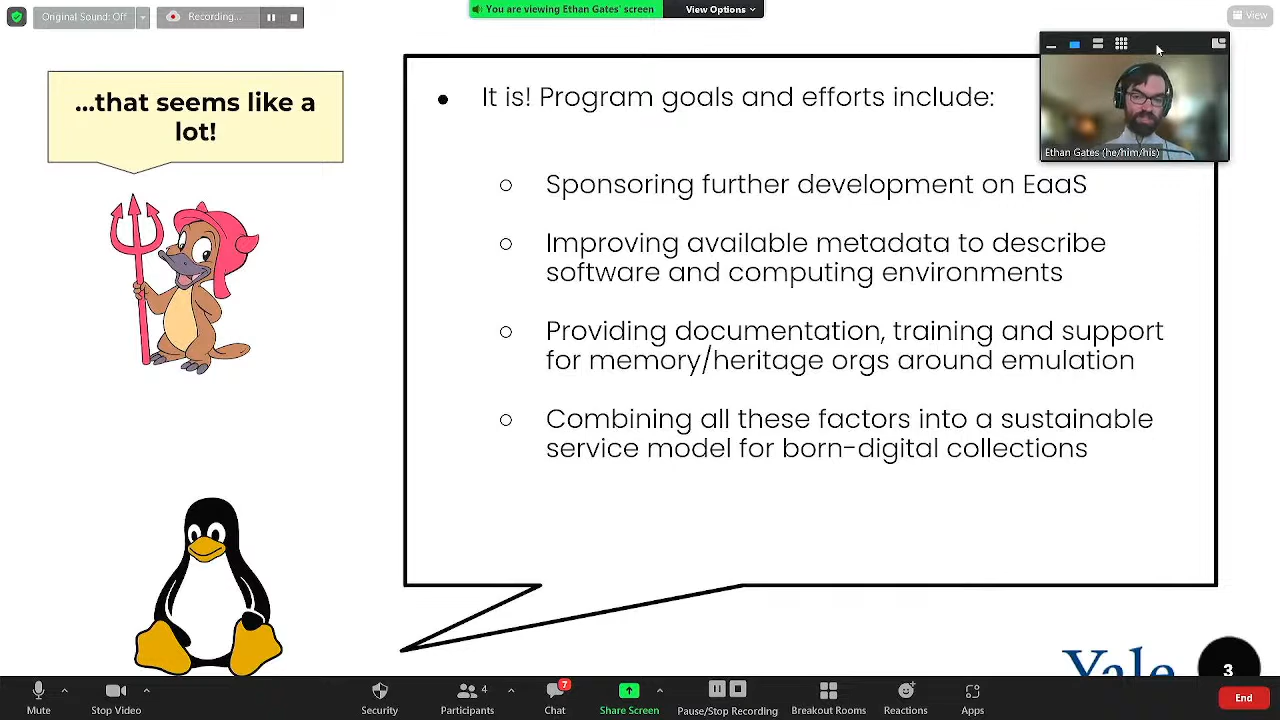 Original Sound: Off
Recording...
You are viewing Ethan Gates' screen
View Options
View
...that seems like a
lot!
It is! Program goals and efforts include:
Ethan Gates (he/him/his)
Sponsoring further development on EaaS
Improving available metadata to describe
software and computing environments
Providing documentation, training and support
for memory/heritage orgs around emulation
Combining all these factors into a sustainable
service model for born-digital collections
Yale
3
Mute
Stop Video
Security
4
Participants
7
Chat
Share Screen
Pause/Stop Recording
Breakout Rooms
Reactions
Apps
End